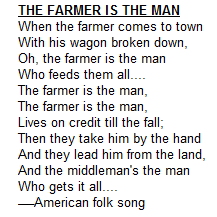 THE FARMER IS THE MAN
When the farmer comes to town
With his wagon broken down,
Oh, the farmer is the man
Who feeds them all....
The farmer is the man,
The farmer is the man,
Lives on credit till the fall;
Then they take him by the hand
And they lead him from the land,
And the middleman's the man
Who gets it all....
—American folk song